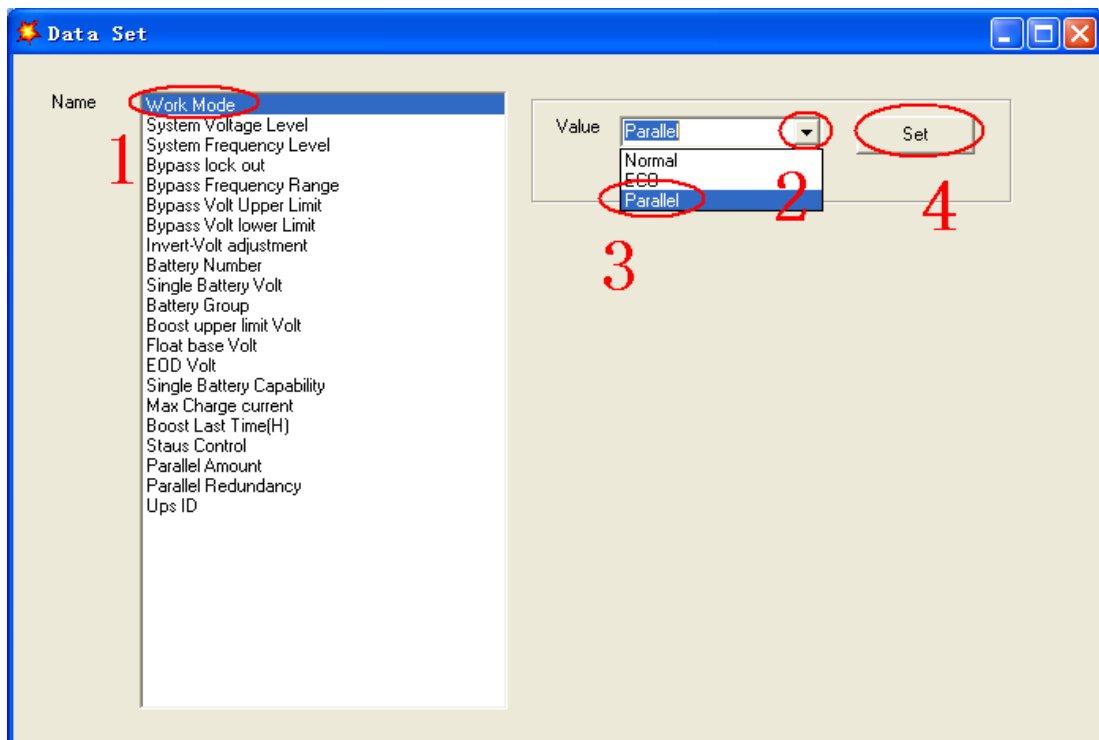 Data Set
Name
Work Mode
System Voltage Level
System Frequency Level
Bypass lock out
Bypass Frequency Range
Bypass Volt Upper Limit
Bypass Volt lower Limit
Invert-Volt adjustment
Battery Number
Single Battery Volt
Battery Group
Boost upper limit Volt
Float base Volt
EOD Volt
Single Battery Capability
Max Charge current
Boost Last Time(H)
Staus Control
Parallel Amount
Parallel Redundancy
Ups ID
1
Value
Parallel
Normal
ECO
Parallel
Set
2
3
4